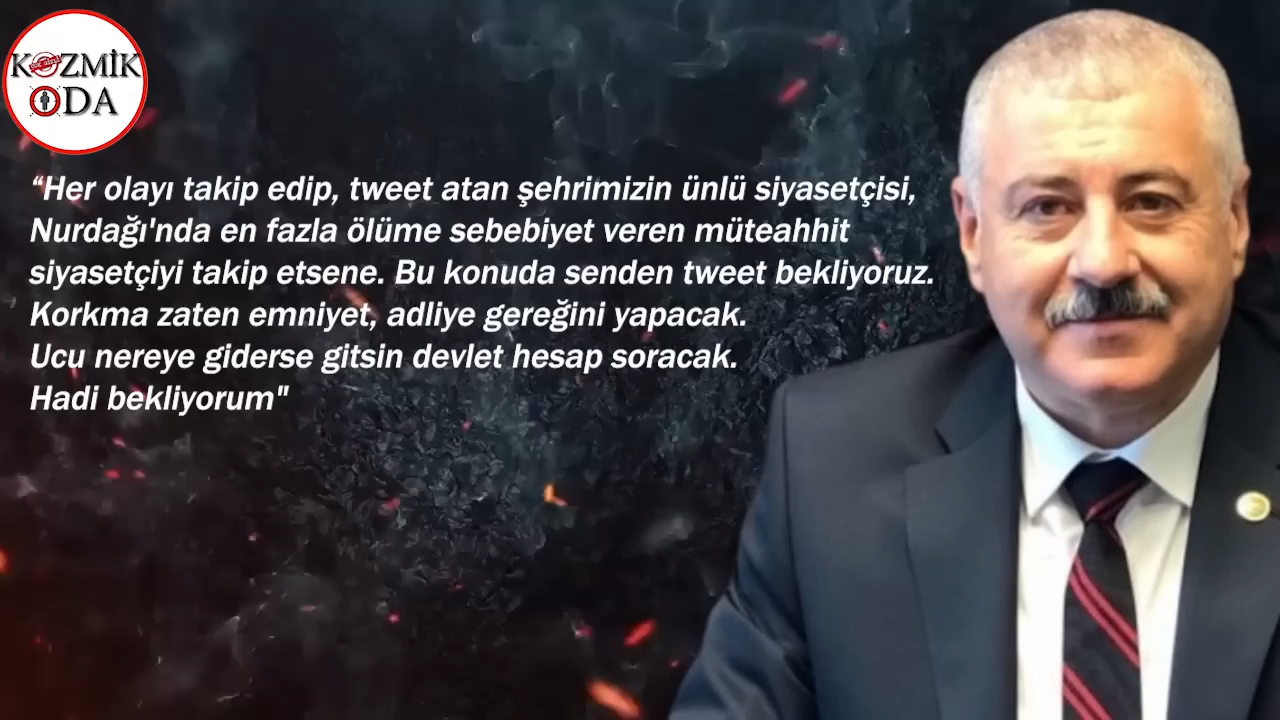 KOZMİK
ODA
“Her olayı takip edip, tweet atan şehrimizin ünlü siyasetçisi,
Nurdağı'nda en fazla ölüme sebebiyet veren müteahhit
siyasetçiyi takip etsene. Bu konuda senden tweet bekliyoruz.
Korkma zaten emniyet, adliye gereğini yapacak.
Ucu nereye giderse gitsin devlet hesap soracak.
Hadi bekliyorum"